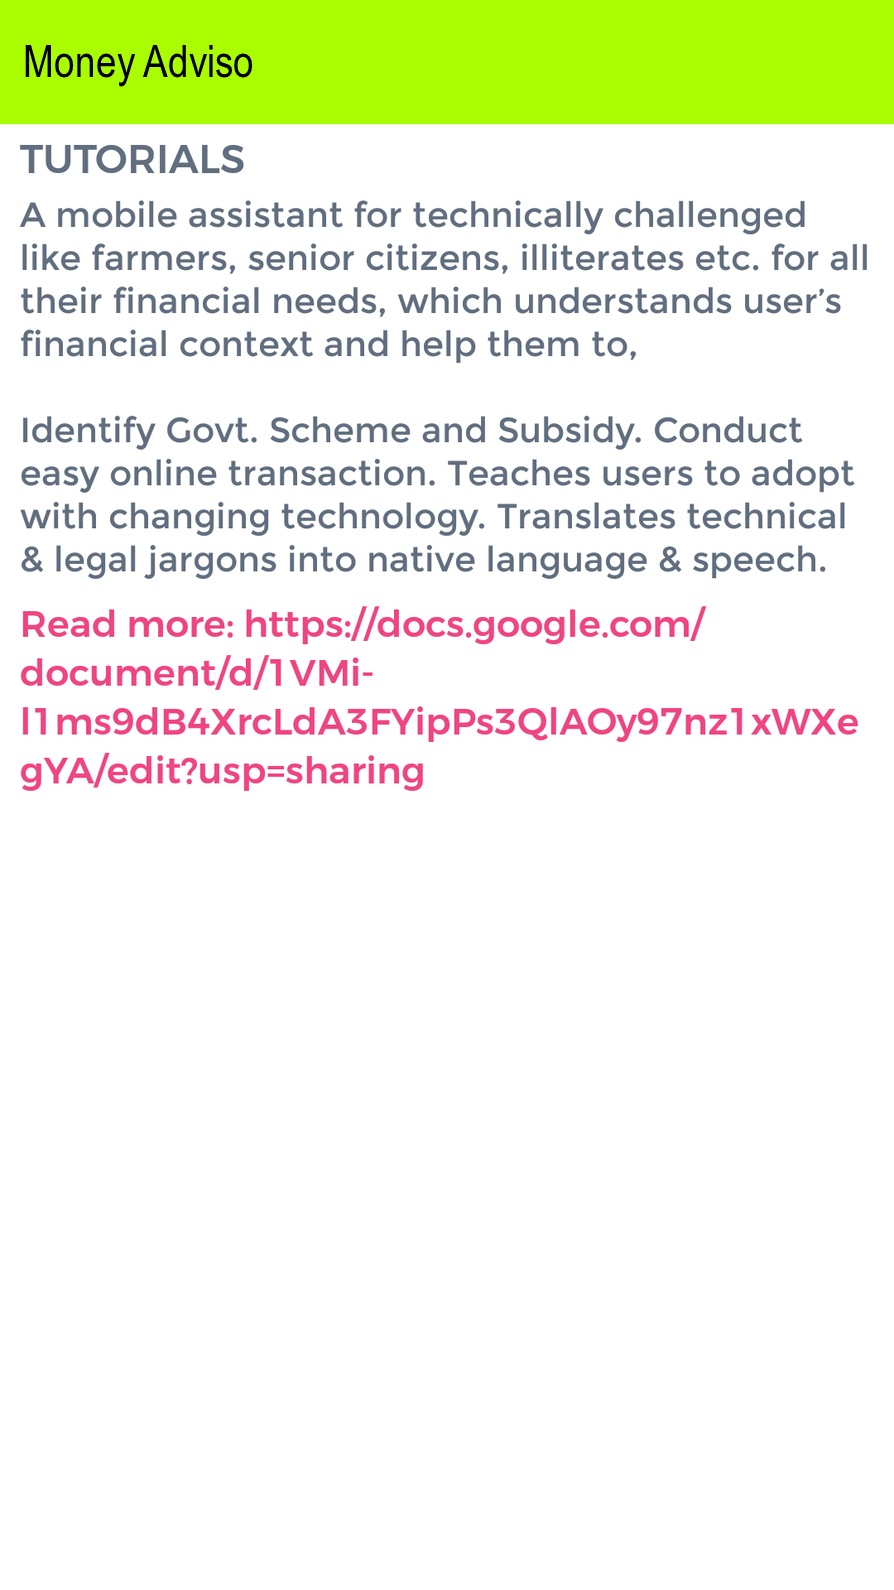 Money Adviso
TUTORIALS
A mobile assistant for technically challenged
like farmers, senior citizens, illiterates etc. for all
their financial needs, which understands user’s
financial context and help them to,
Identify Govt. Scheme and Subsidy. Conduct
easy online transaction. Teaches users to adopt
with changing technology. Translates technical
& legal jargons into native language & speech.
Read more: https://docs.google.com/
document/d/1VMi-
l1ms9dB4XrcLdA3FYipPs3QlAOy97nz1xWXe
gYA/edit?usp=sharing